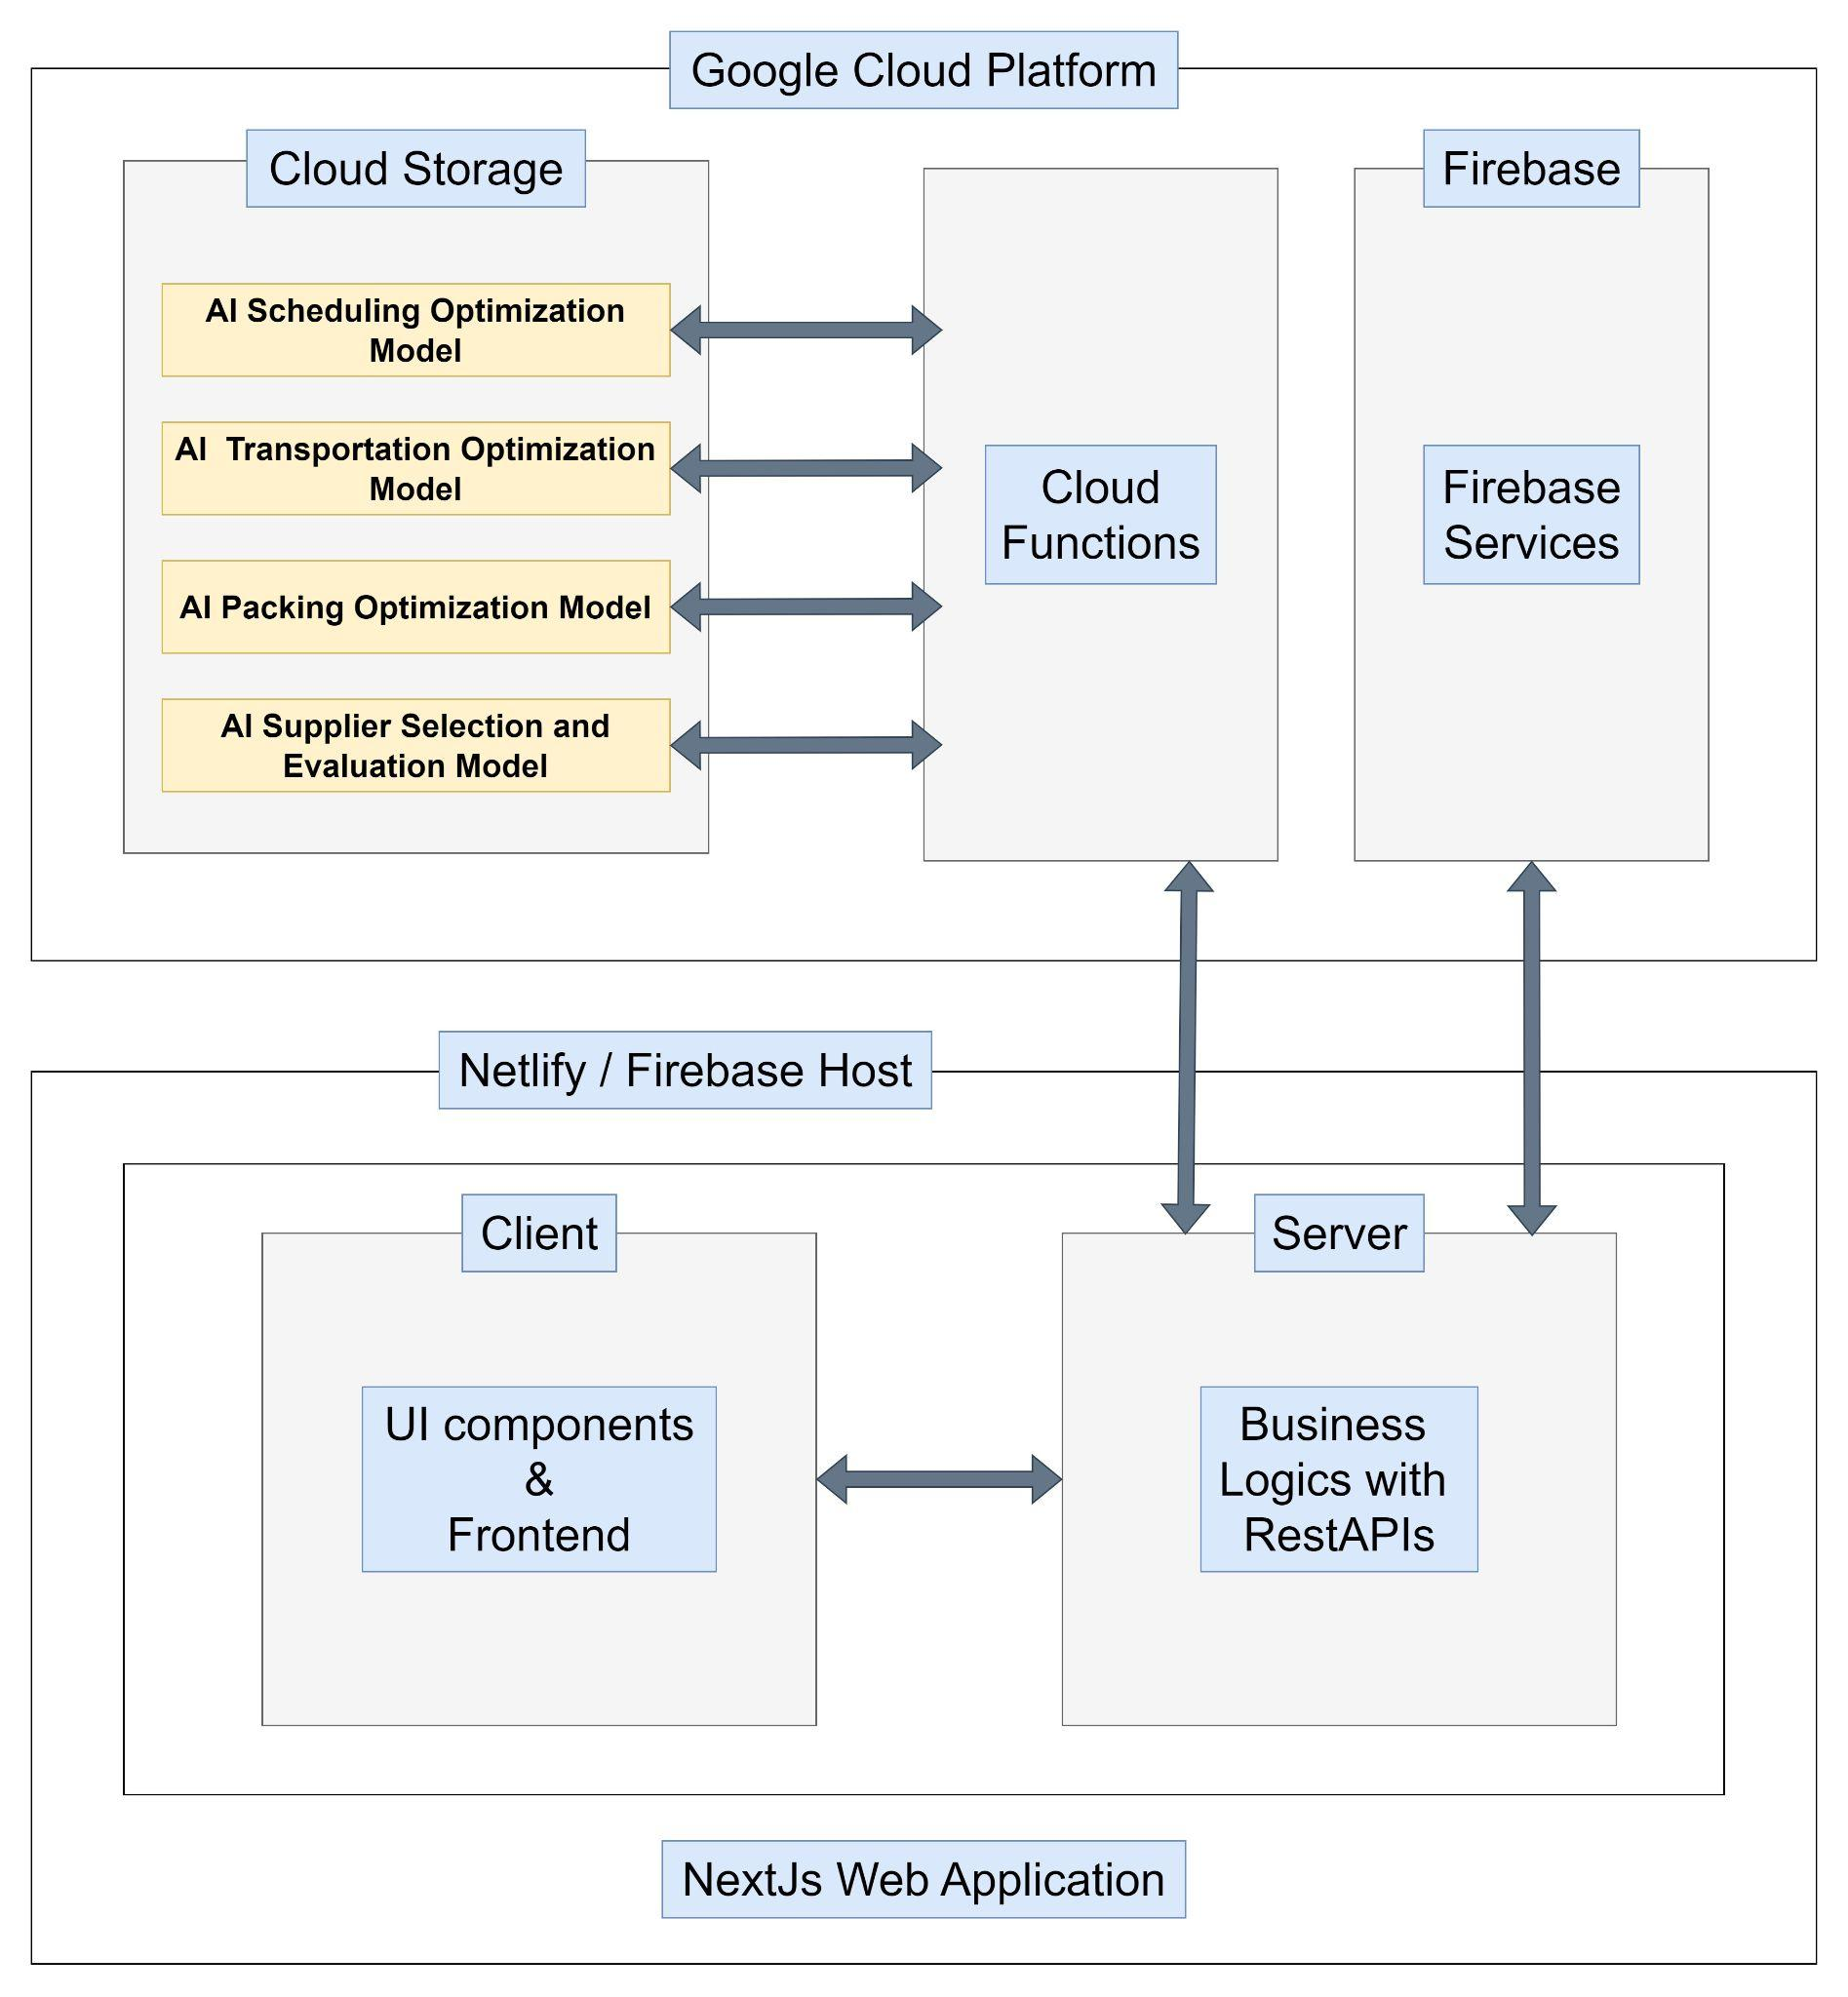 Google Cloud Platform
Cloud Storage
Firebase
AI Scheduling Optimization
Model
AI  Transportation Optimization
Model
AI Packing Optimization Model
AI Supplier Selection and
Evaluation Model
Cloud
Functions
Firebase
Services
Netlify / Firebase Host
Client
Server
UI components
&
Frontend
Business
Logics with
RestAPIs
NextJs Web Application